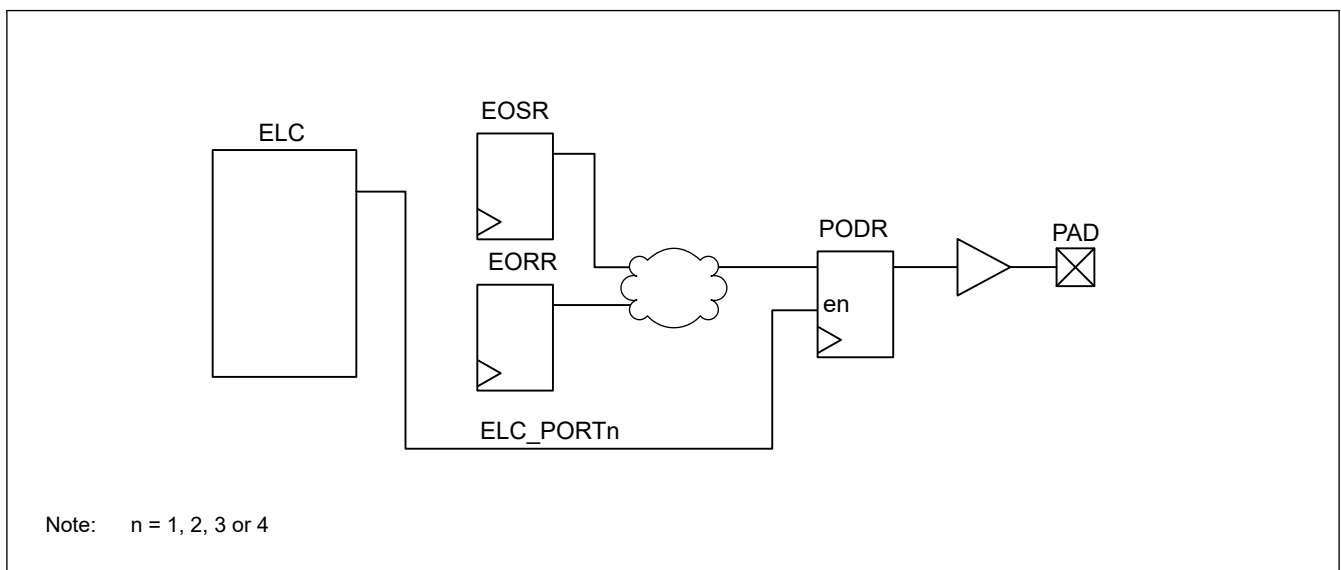 EOSR
ELC
PODR
PAD
EORR
en
ELC_PORTn
Note: n = 1, 2, 3 or 4